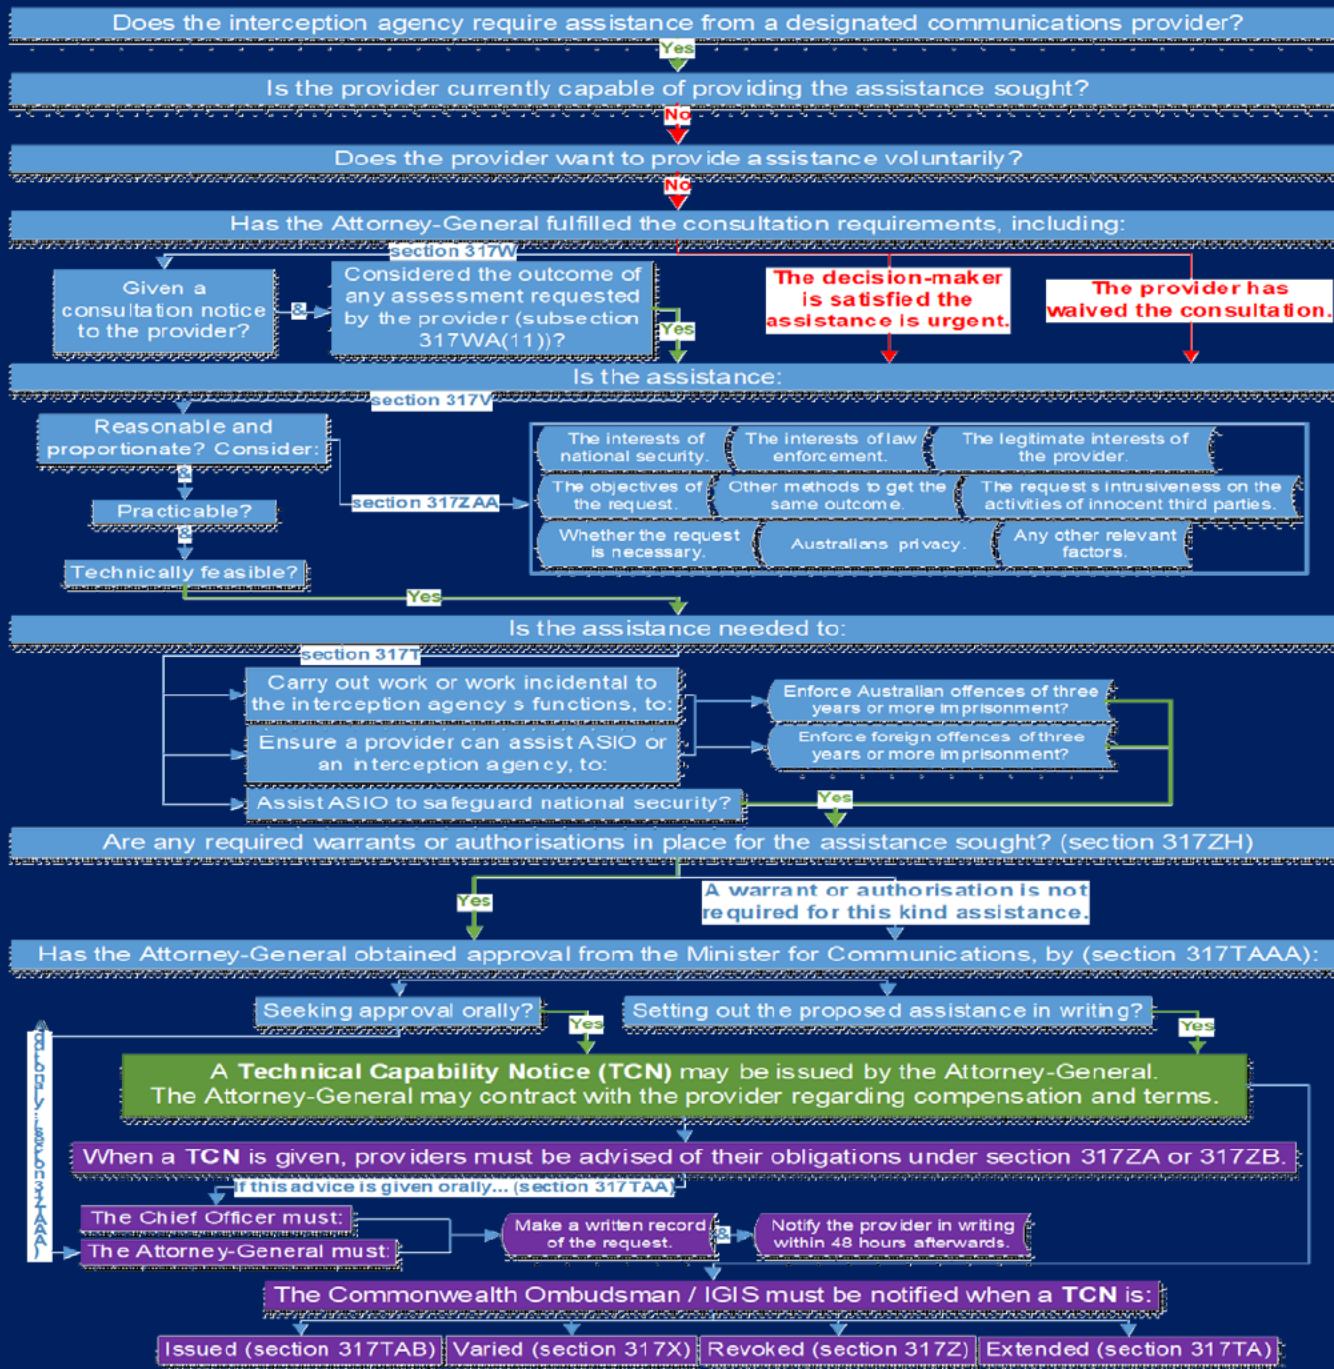 Does the interception agency require assistance from a designated communications provider?
Yes
Is the provider currently capable of providing the assistance sought?
No
Does the provider want to provide assistance voluntarily?
No
Has the Attorney-General fulfilled the consultation requirements, including:
section 317W
Given a
consultation notice
to the provider?
&
Considered the outcome of
any assessment requested
by the provider (subsection
317WA(11))?
Yes
The decision-maker
is satisfied the
assistance is urgent.
The provider has
waived the consultation.
Is the assistance:
section 317V
Reasonable and
proportionate? Consider:
&
Practicable?
&
Technically feasible?
section 317ZAA
The interests of
national security.
The interests of law
enforcement.
The legitimate interests of
the provider.
The objectives of
the request.
Other methods to get the
same outcome.
The request s intrusiveness on the
activities of innocent third parties.
Whether the request
is necessary.
Australians privacy.
Any other relevant
factors.
Yes
Is the assistance needed to:
section 317T
Carry out work or work incidental to
the interception agency s functions, to:
Ensure a provider can assist ASIO or
an interception agency, to:
Assist ASIO to safeguard national security?
Enforce Australian offences of three
years or more imprisonment?
Enforce foreign offences of three
years or more imprisonment?
Yes
Are any required warrants or authorisations in place for the assistance sought? (section 317ZH)
Yes
A warrant or authorisation is not
required for this kind assistance.
Has the Attorney-General obtained approval from the Minister for Communications, by (section 317TAAA):
Seeking approval orally?
Yes
Setting out the proposed assistance in writing?
Yes
A Technical Capability Notice (TCN) may be issued by the Attorney-General.
The Attorney-General may contract with the provider regarding compensation and terms.
When a TCN is given, providers must be advised of their obligations under section 317ZA or 317ZB.
If this advice is given orally... (section 317TAA)
The Chief Officer must:
The Attorney-General must:
Make a written record
of the request.
&
Notify the provider in writing
within 48 hours afterwards.
The Commonwealth Ombudsman / IGIS must be notified when a TCN is:
Issued (section 317TAB)
Varied (section 317X)
Revoked (section 317Z)
Extended (section 317TA)